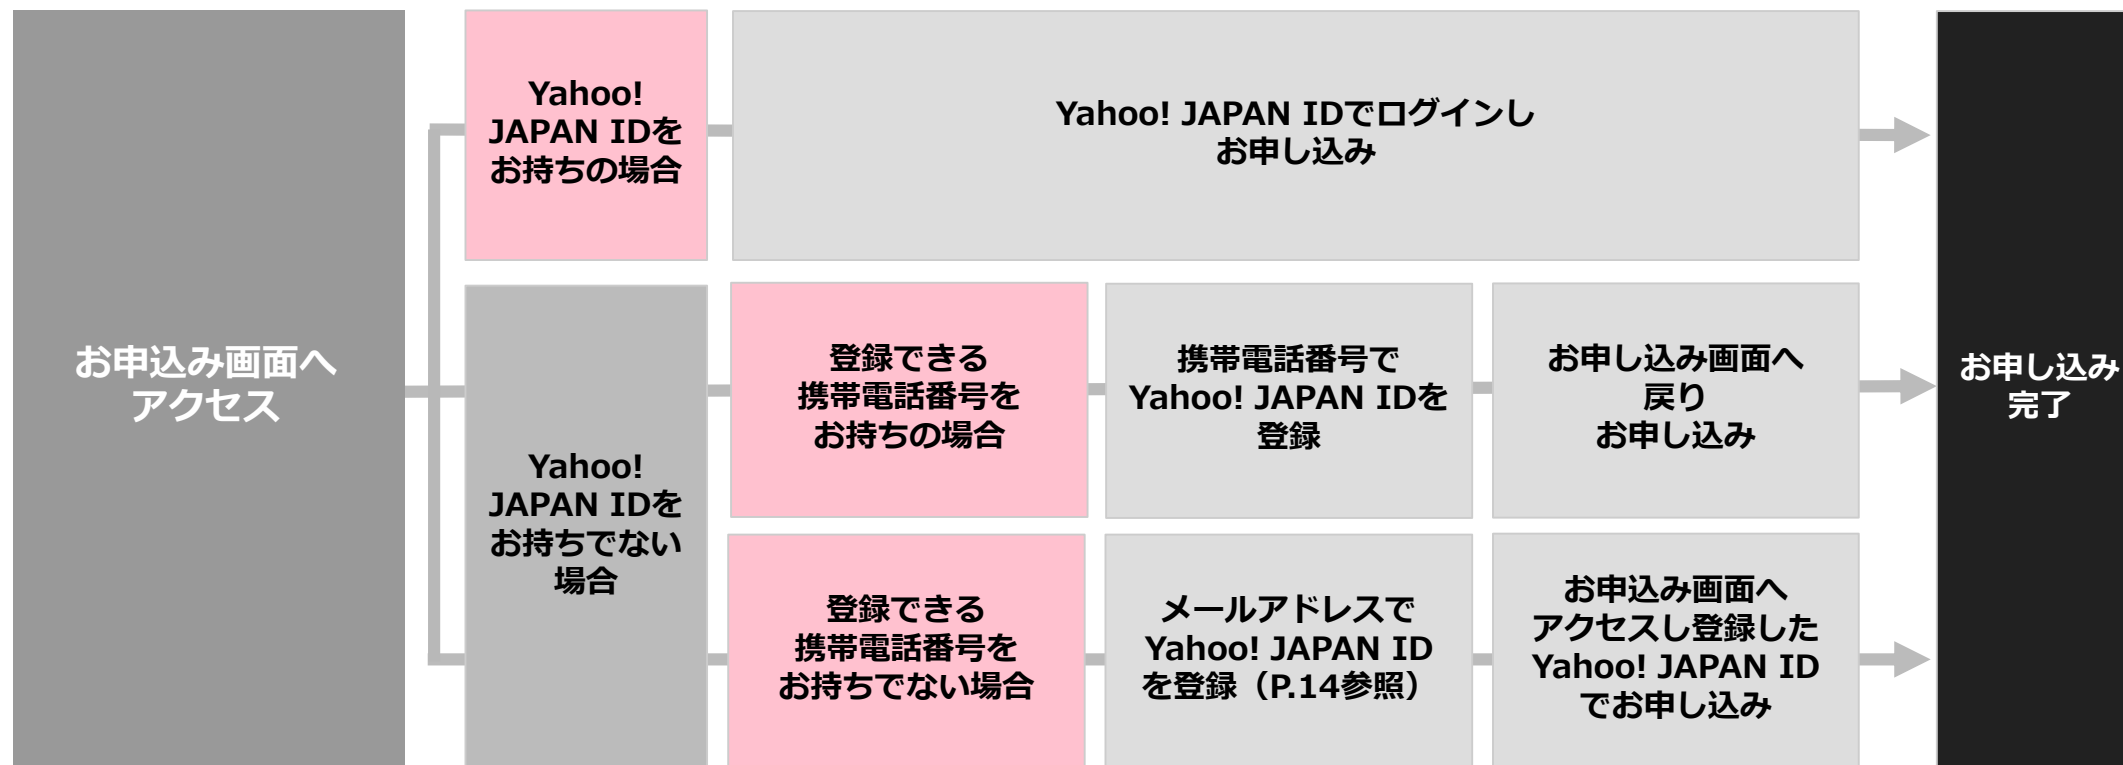 お申込み画面へ
アクセス
Yahoo!
JAPAN IDを
お持ちの場合
Yahoo! JAPAN IDでログインし
お申し込み
Yahoo!
JAPAN IDを
お持ちでない
場合
登録できる
携帯電話番号を
お持ちの場合
携帯電話番号で
Yahoo! JAPAN IDを
登録
お申し込み画面へ
戻り
お申し込み
登録できる
携帯電話番号を
お持ちでない場合
メールアドレスで
Yahoo! JAPAN ID
を登録（P.14参照）
お申込み画面へ
アクセスし登録した
Yahoo! JAPAN ID
でお申し込み
お申し込み
完了